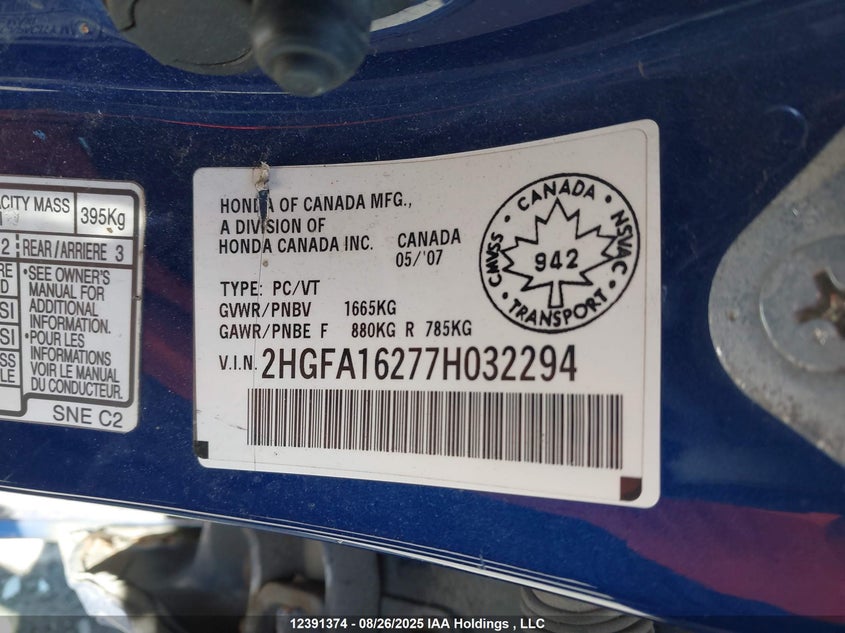 ACITY MASS
395Kg
2 REAR/ARRIERE 3
•SEE OWNER'S
MANUAL FOR
ADDITIONAL
INFORMATION.
•POUR LES
INFORMATIONS
VOIR LE MANUEL
DU CONDUCTEUR.
SNE C2
HONDA OF CANADA MFG.,
A DIVISION OF
HONDA CANADA INC. CANADA
05/'07
TYPE: PC/VT
GVWR/PNBV 1665KG
GAWR/PNBE F 880KG R 785KG
V.I.N. 2HGFA16277H032294
CANADA • NSVAC • TRANSPORT • CMVSS •
942
12391374 - 08/26/2025 IAA Holdings , LLC